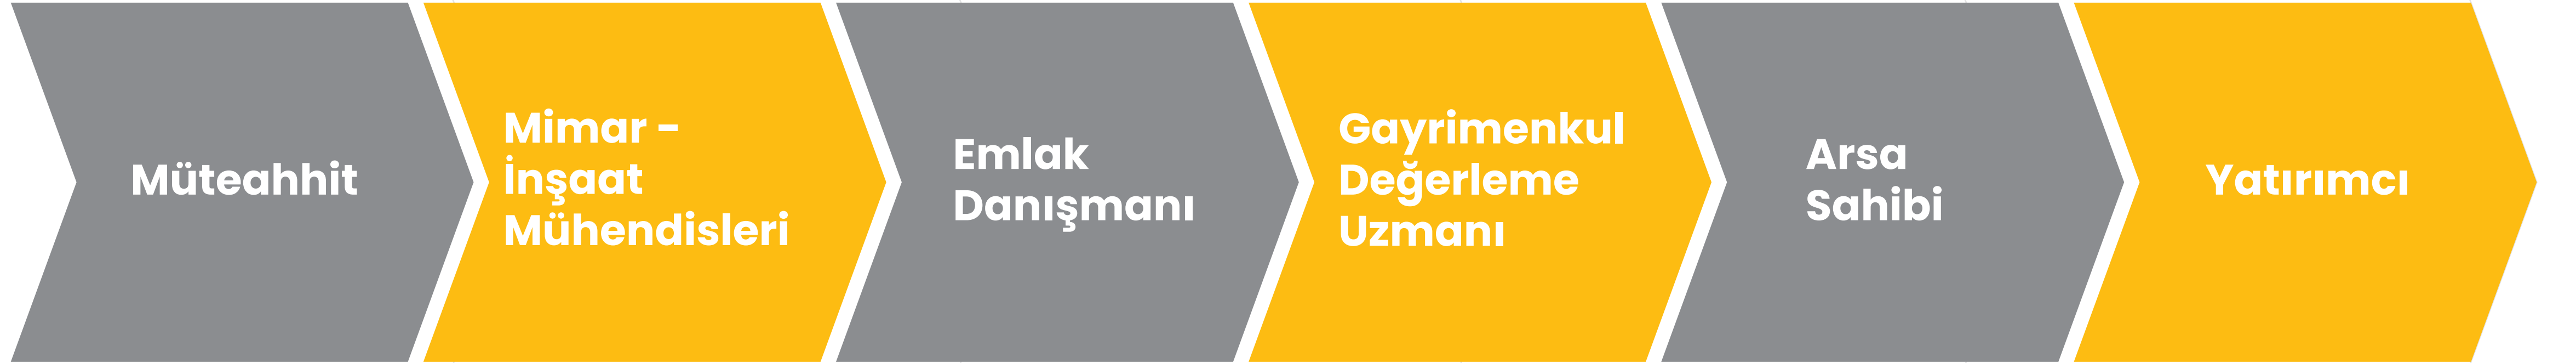 Müteahhit
Mimar -
İnşaat
Mühendisleri
Emlak
Danışmanı
Gayrimenkul
Değerleme
Uzmanı
Arsa
Sahibi
Yatırımcı